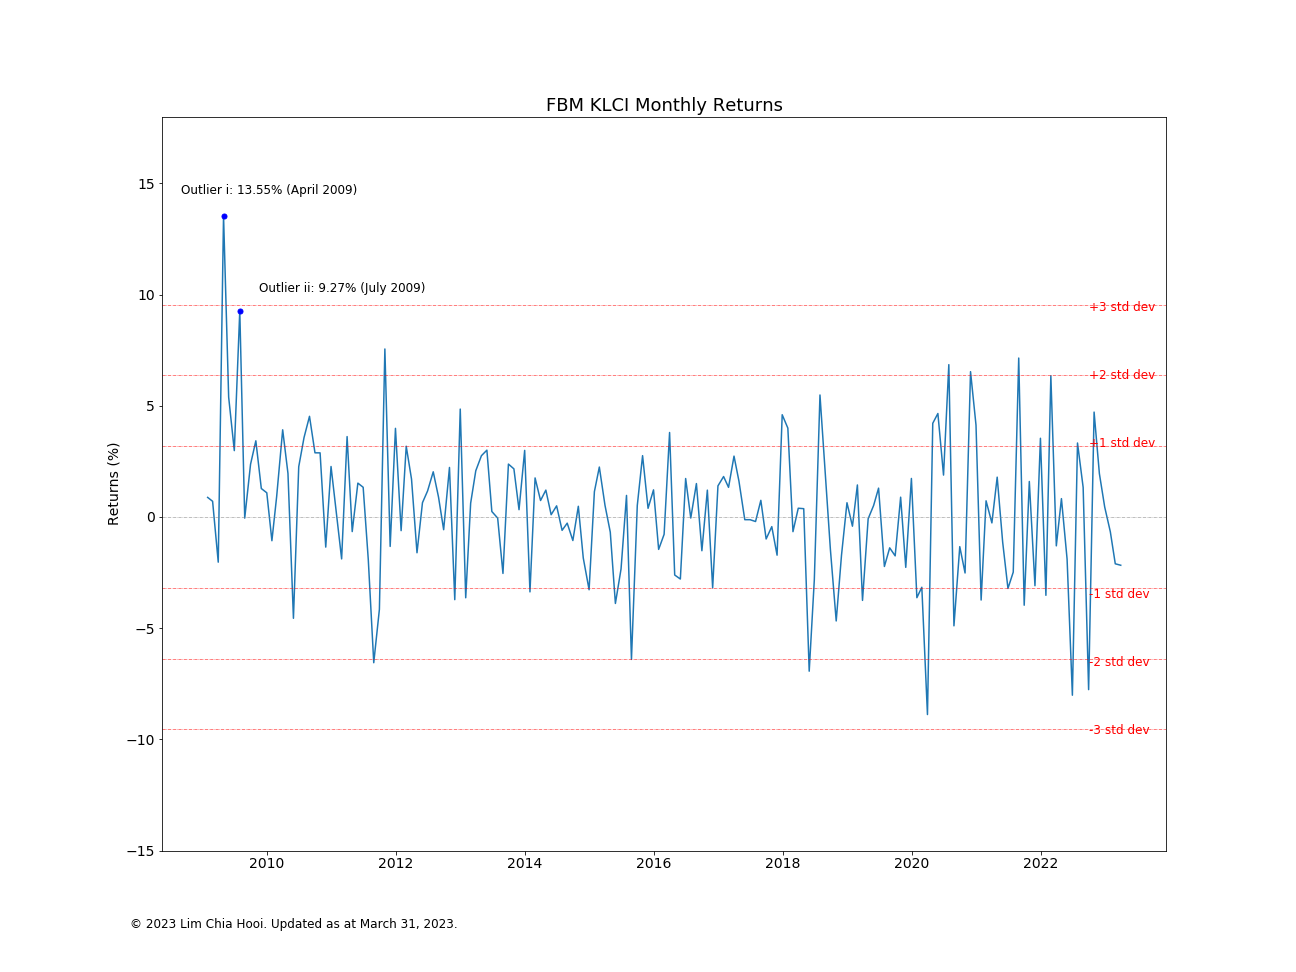 FBM KLCI Monthly Returns
15
Outlier i: 13.55% (April 2009)
Outlier ii: 9.27% (July 2009)
10
+3 std dev
+2 std dev
5
+1 std dev
Returns (%)
0
-1 std dev
−5
-2 std dev
−10
-3 std dev
−15
2010 2012 2014 2016 2018 2020 2022
© 2023 Lim Chia Hooi. Updated as at March 31, 2023.